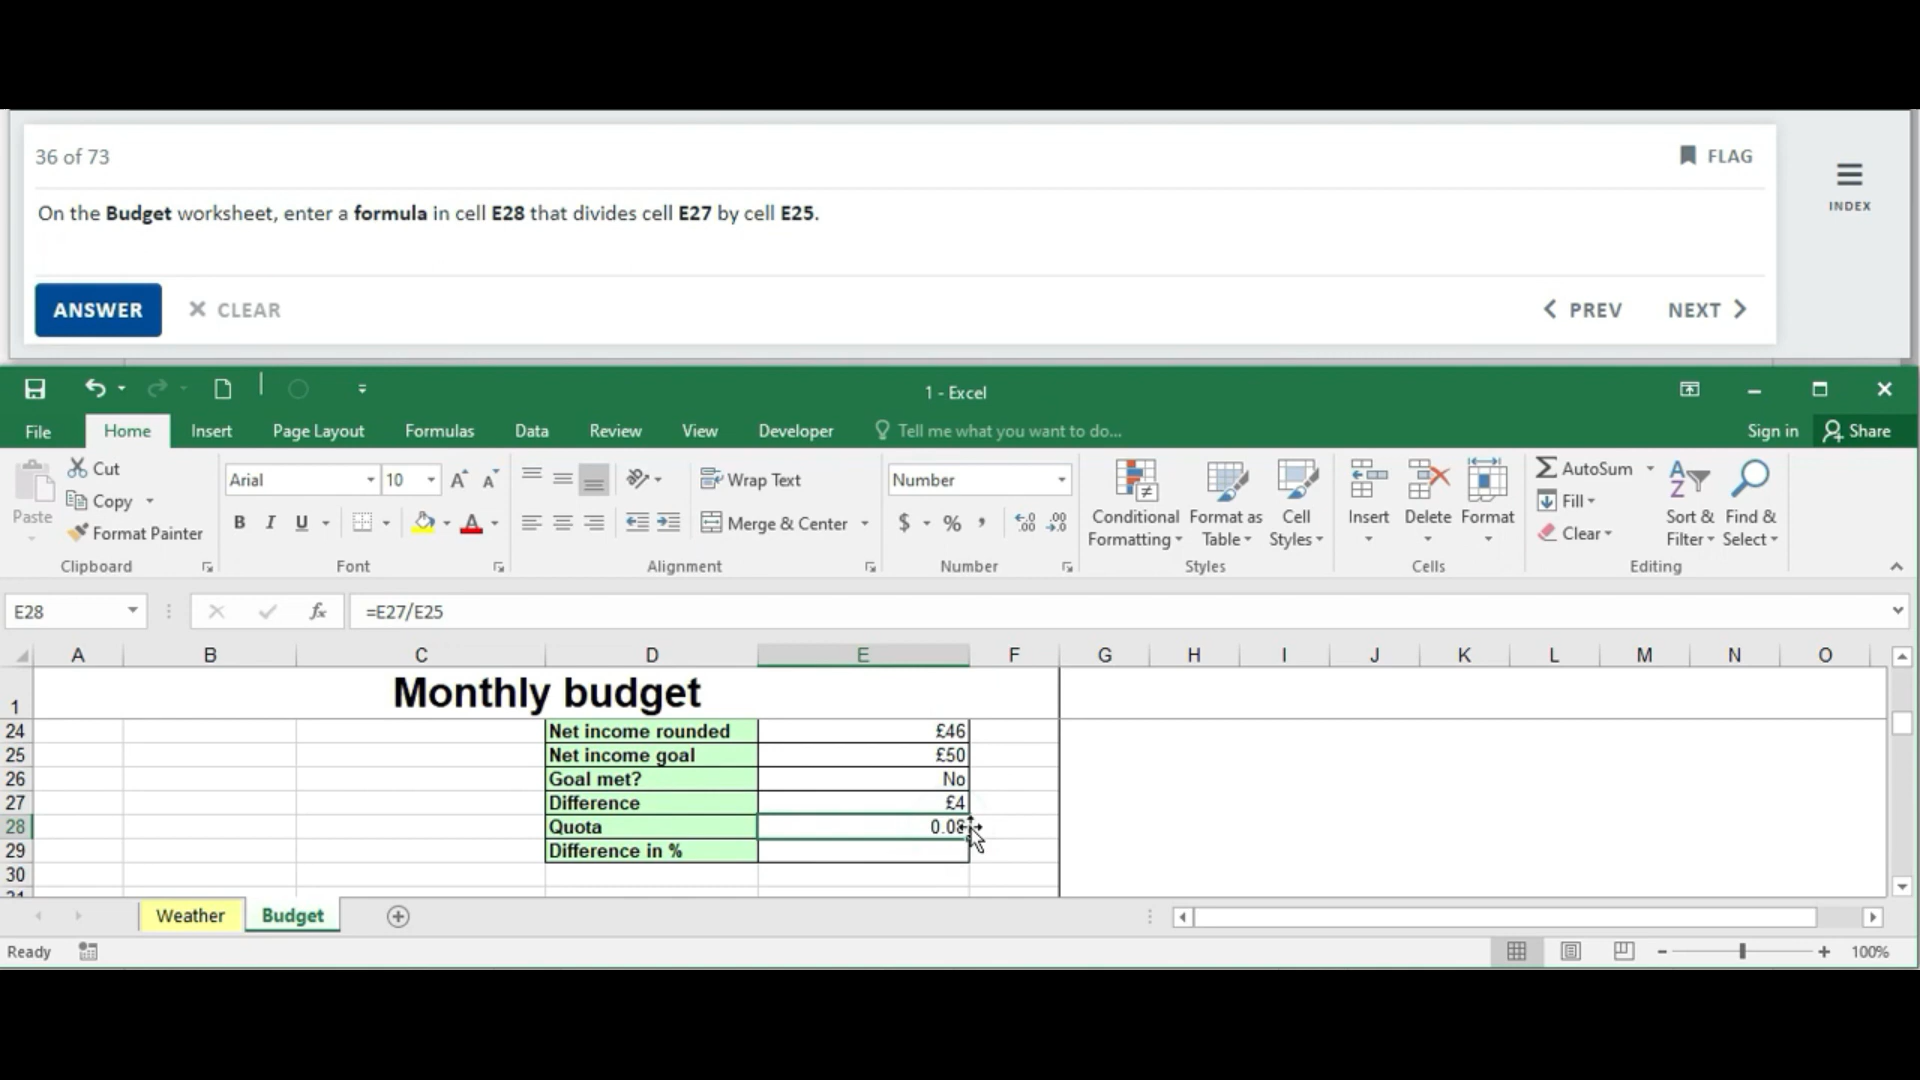 36 of 73
FLAG
INDEX
On the Budget worksheet, enter a formula in cell E28 that divides cell E27 by cell E25.
ANSWER
CLEAR
PREV
NEXT
1 - Excel
File
Home
Insert
Page Layout
Formulas
Data
Review
View
Developer
Tell me what you want to do...
Sign in
Share
Paste
Cut
Copy
Format Painter
Clipboard
Arial
10
B I U
Font
Wrap Text
Merge & Center
Alignment
Number
$ % ,
Number
Conditional Formatting
Format as Table
Cell Styles
Styles
Insert
Delete
Format
Cells
AutoSum
Fill
Clear
Sort & Filter
Find & Select
Editing
E28
fx
=E27/E25
A B C D E F G H I J K L M N O
1 Monthly budget
24 Net income rounded £46
25 Net income goal £50
26 Goal met? No
27 Difference £4
28 Quota 0.08
29 Difference in %
30
Weather
Budget
Ready
100%